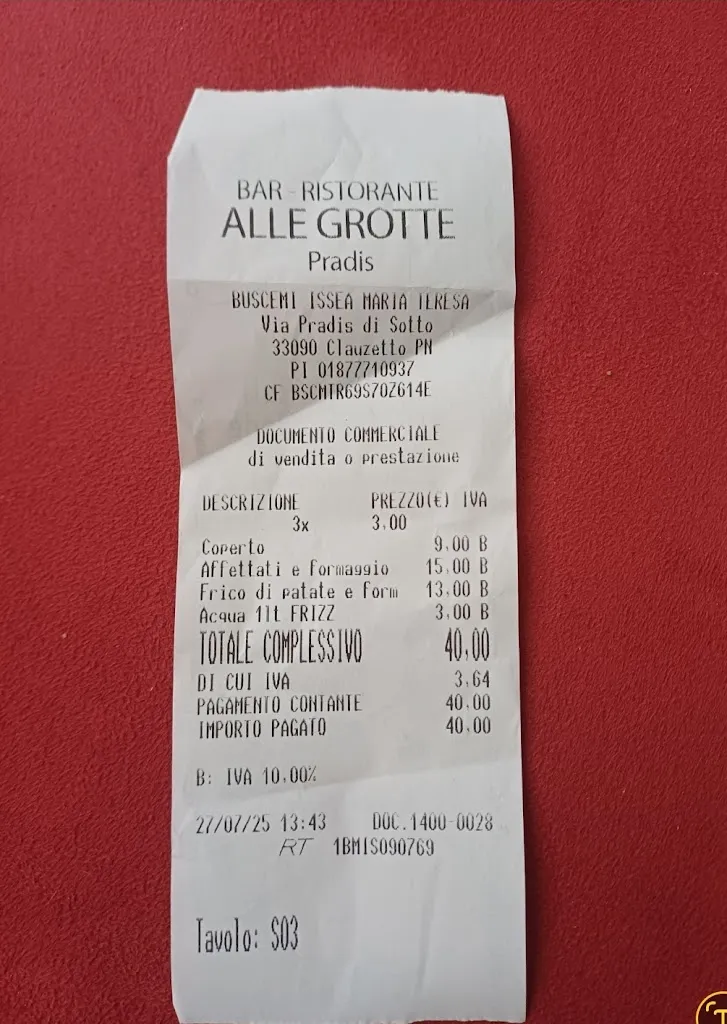 BAR - RISTORANTE
ALLE GROTTE
Pradis
BUSCEMI ISSEA MARIA TERESA
Via Pradis di Sotto
33090 Clauzetto PN
PI 01877710937
CF BSCMTR69S70Z614E
DOCUMENTO COMMERCIALE
di vendita o prestazione
DESCRIZIONE PREZZO(€) IVA
3x 3,00
Coperto 9,00 B
Affettati e formaggio 15,00 B
Frico di patate e form 13,00 B
Acqua 1lt FRIZZ 3,00 B
TOTALE COMPLESSIVO 40,00
DI CUI IVA 3,64
PAGAMENTO CONTANTE 40,00
IMPORTO PAGATO 40,00
B: IVA 10,00%
27/07/25 13:43 DOC.1400-0028
RT 1BMIS090769
Tavolo: S03